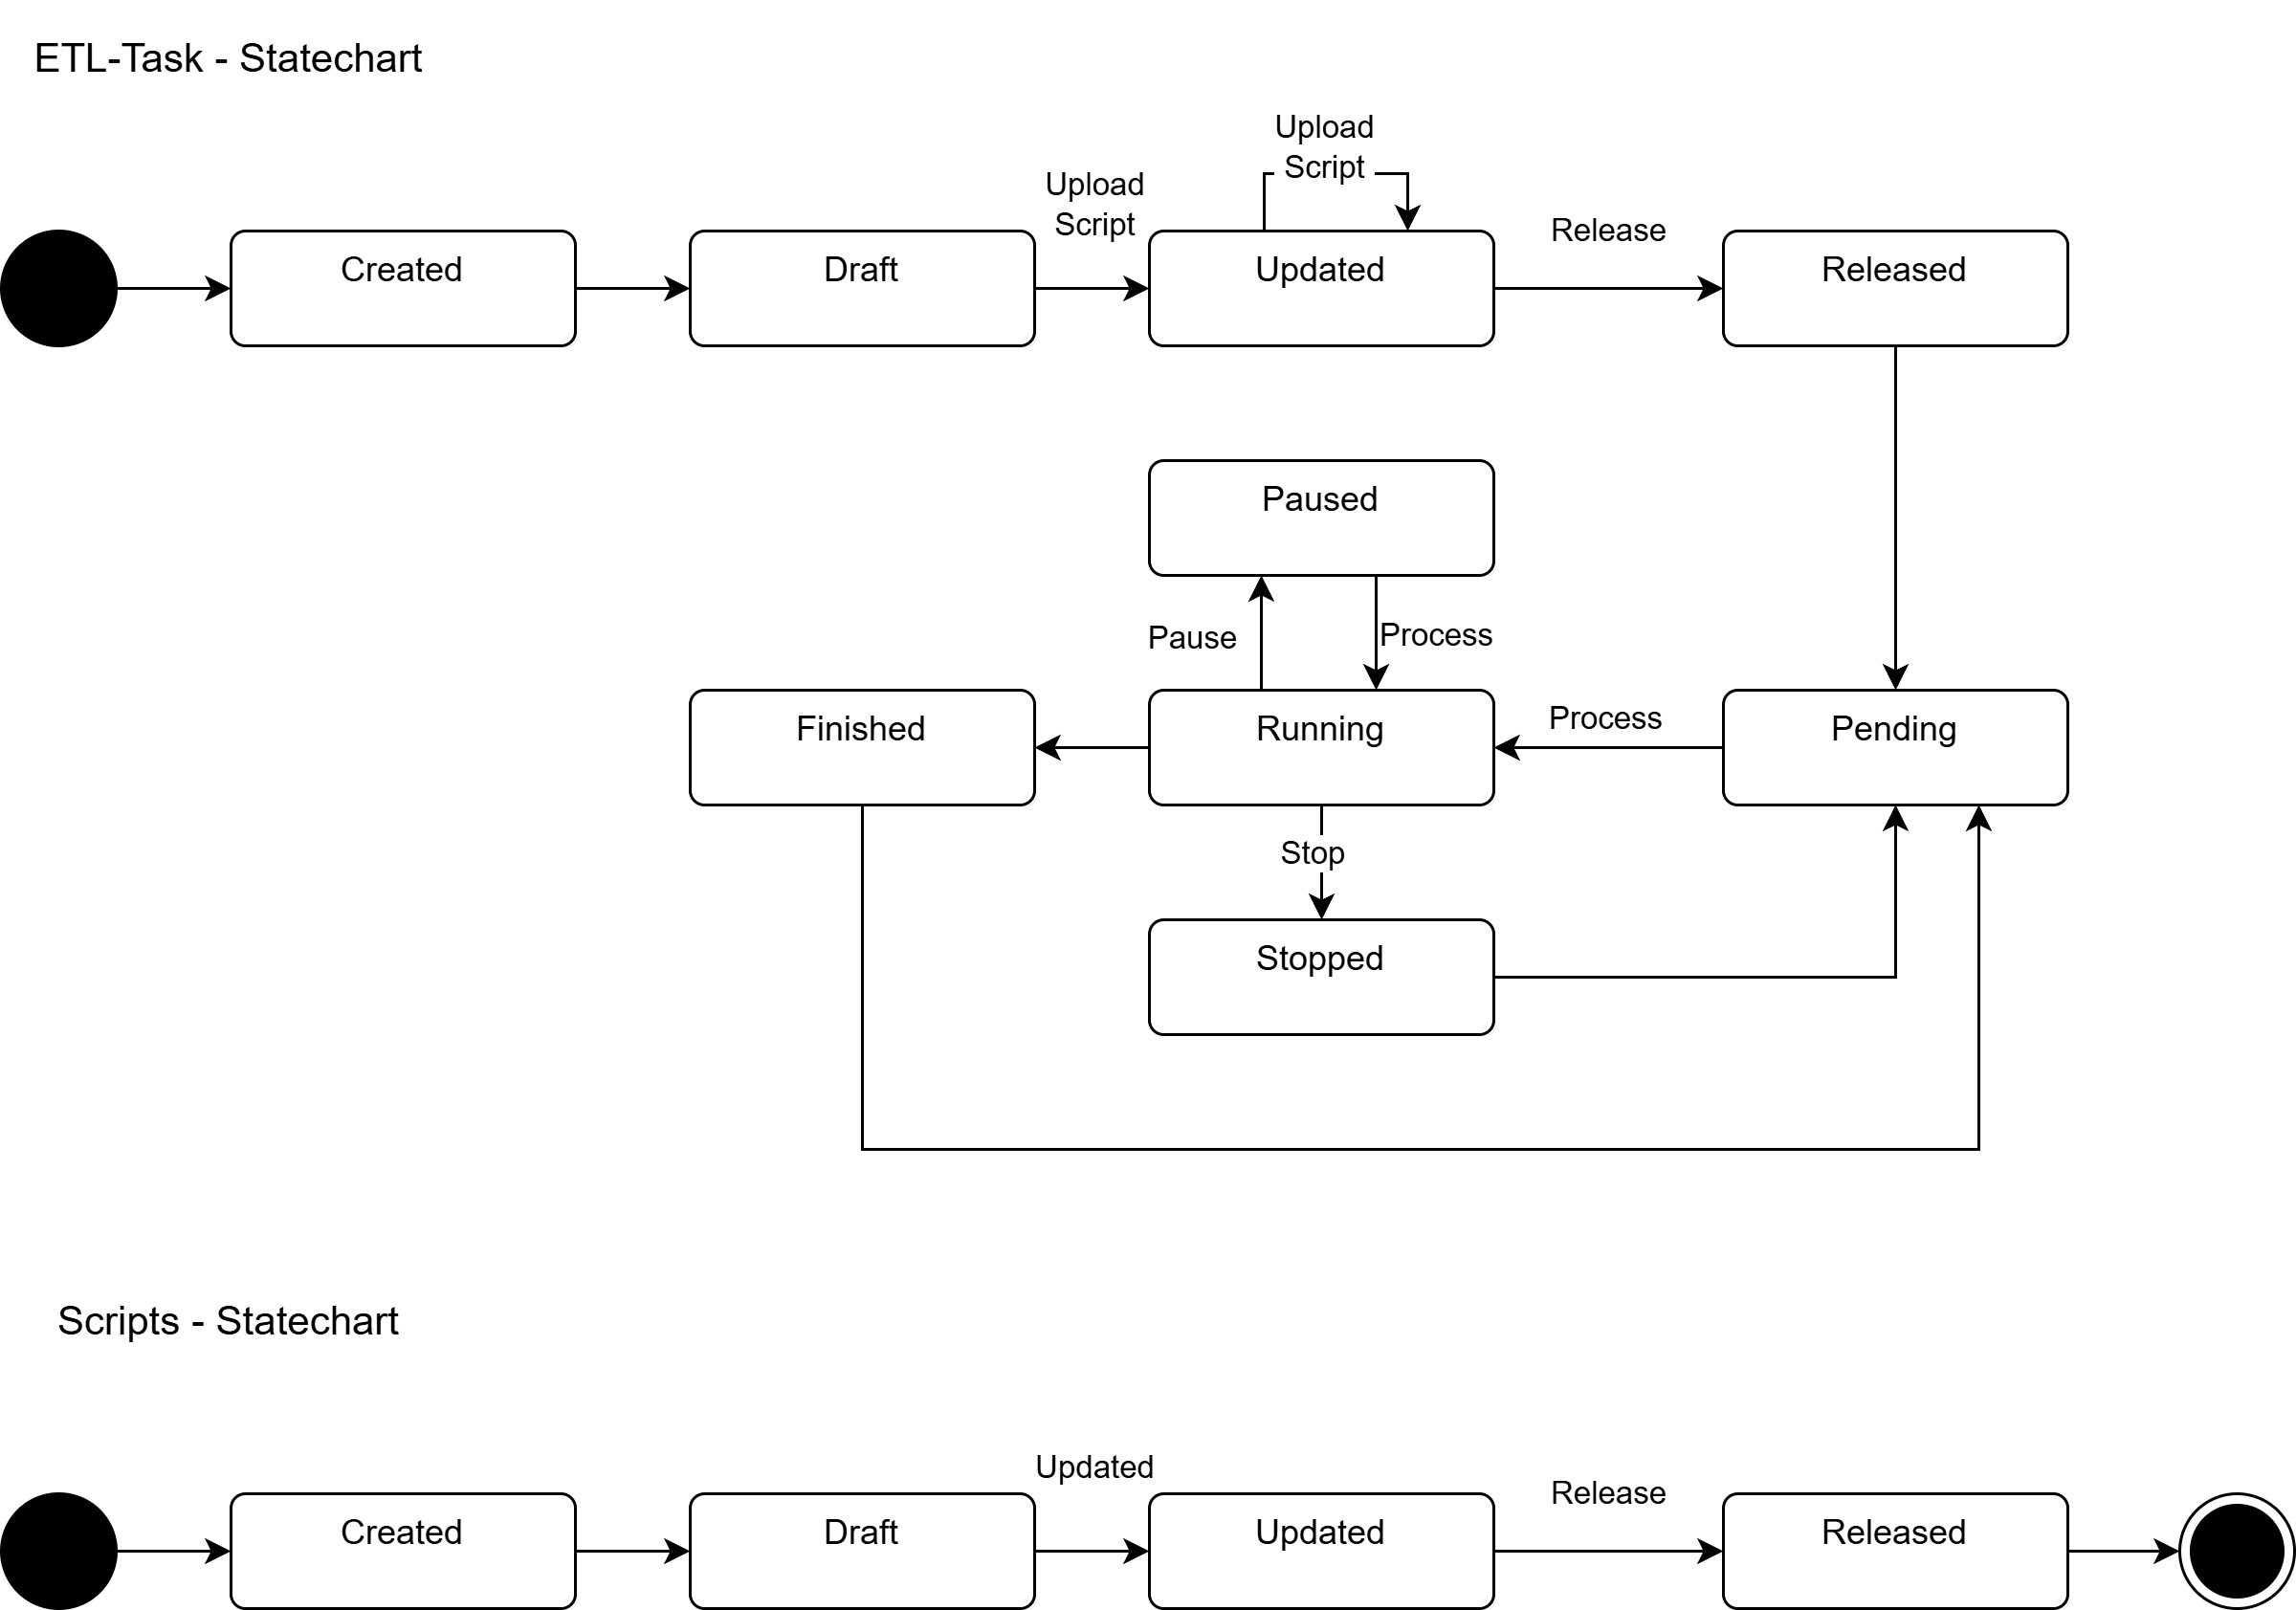 ETL-Task - Statechart
Upload
Script
Upload
Script
Release
Created
Draft
Updated
Released
Paused
Pause
Process
Process
Finished
Running
Pending
Stop
Stopped
Scripts - Statechart
Updated
Release
Created
Draft
Updated
Released